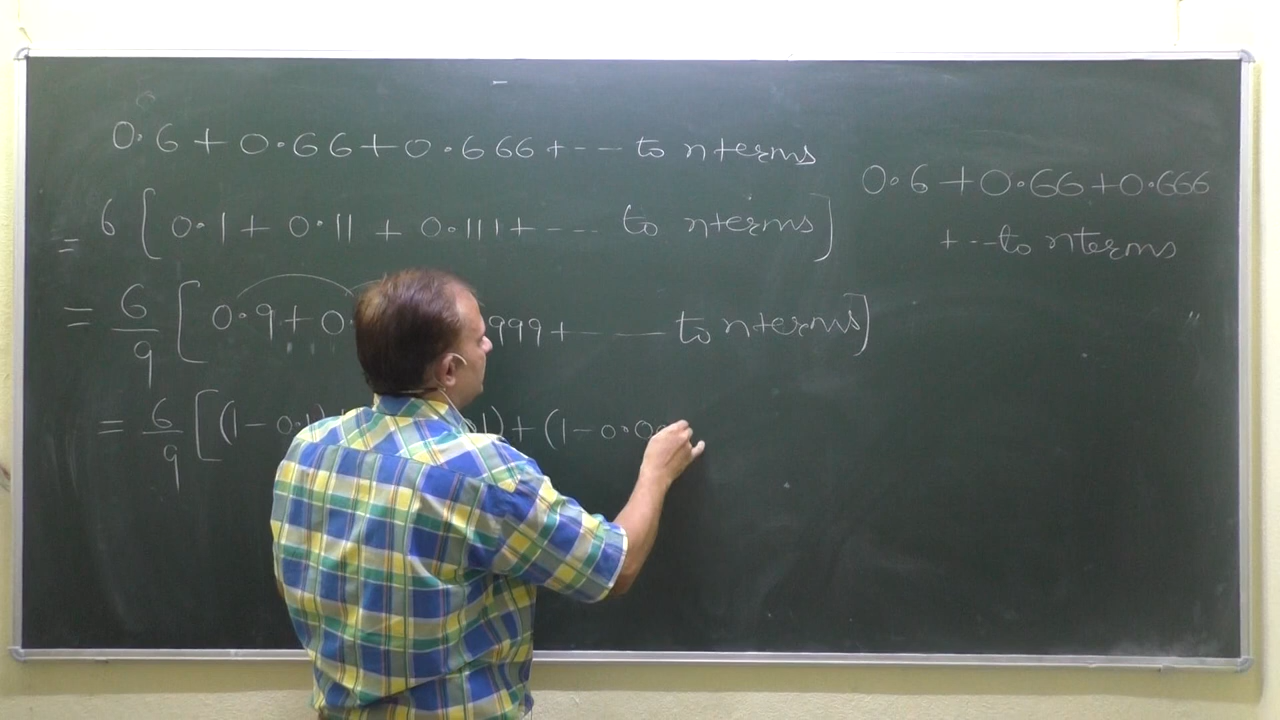 0.6 + 0.66 + 0.666 + --- to n terms
= 6 [ 0.1 + 0.11 + 0.111 + --- to n terms ]
= 6/9 [ 0.9 + 0. 999 + --- to n terms ]
= 6/9 [ (1 - 0.1) 1) + (1 - 0.00
0.6 + 0.66 + 0.666
+ --- to n terms